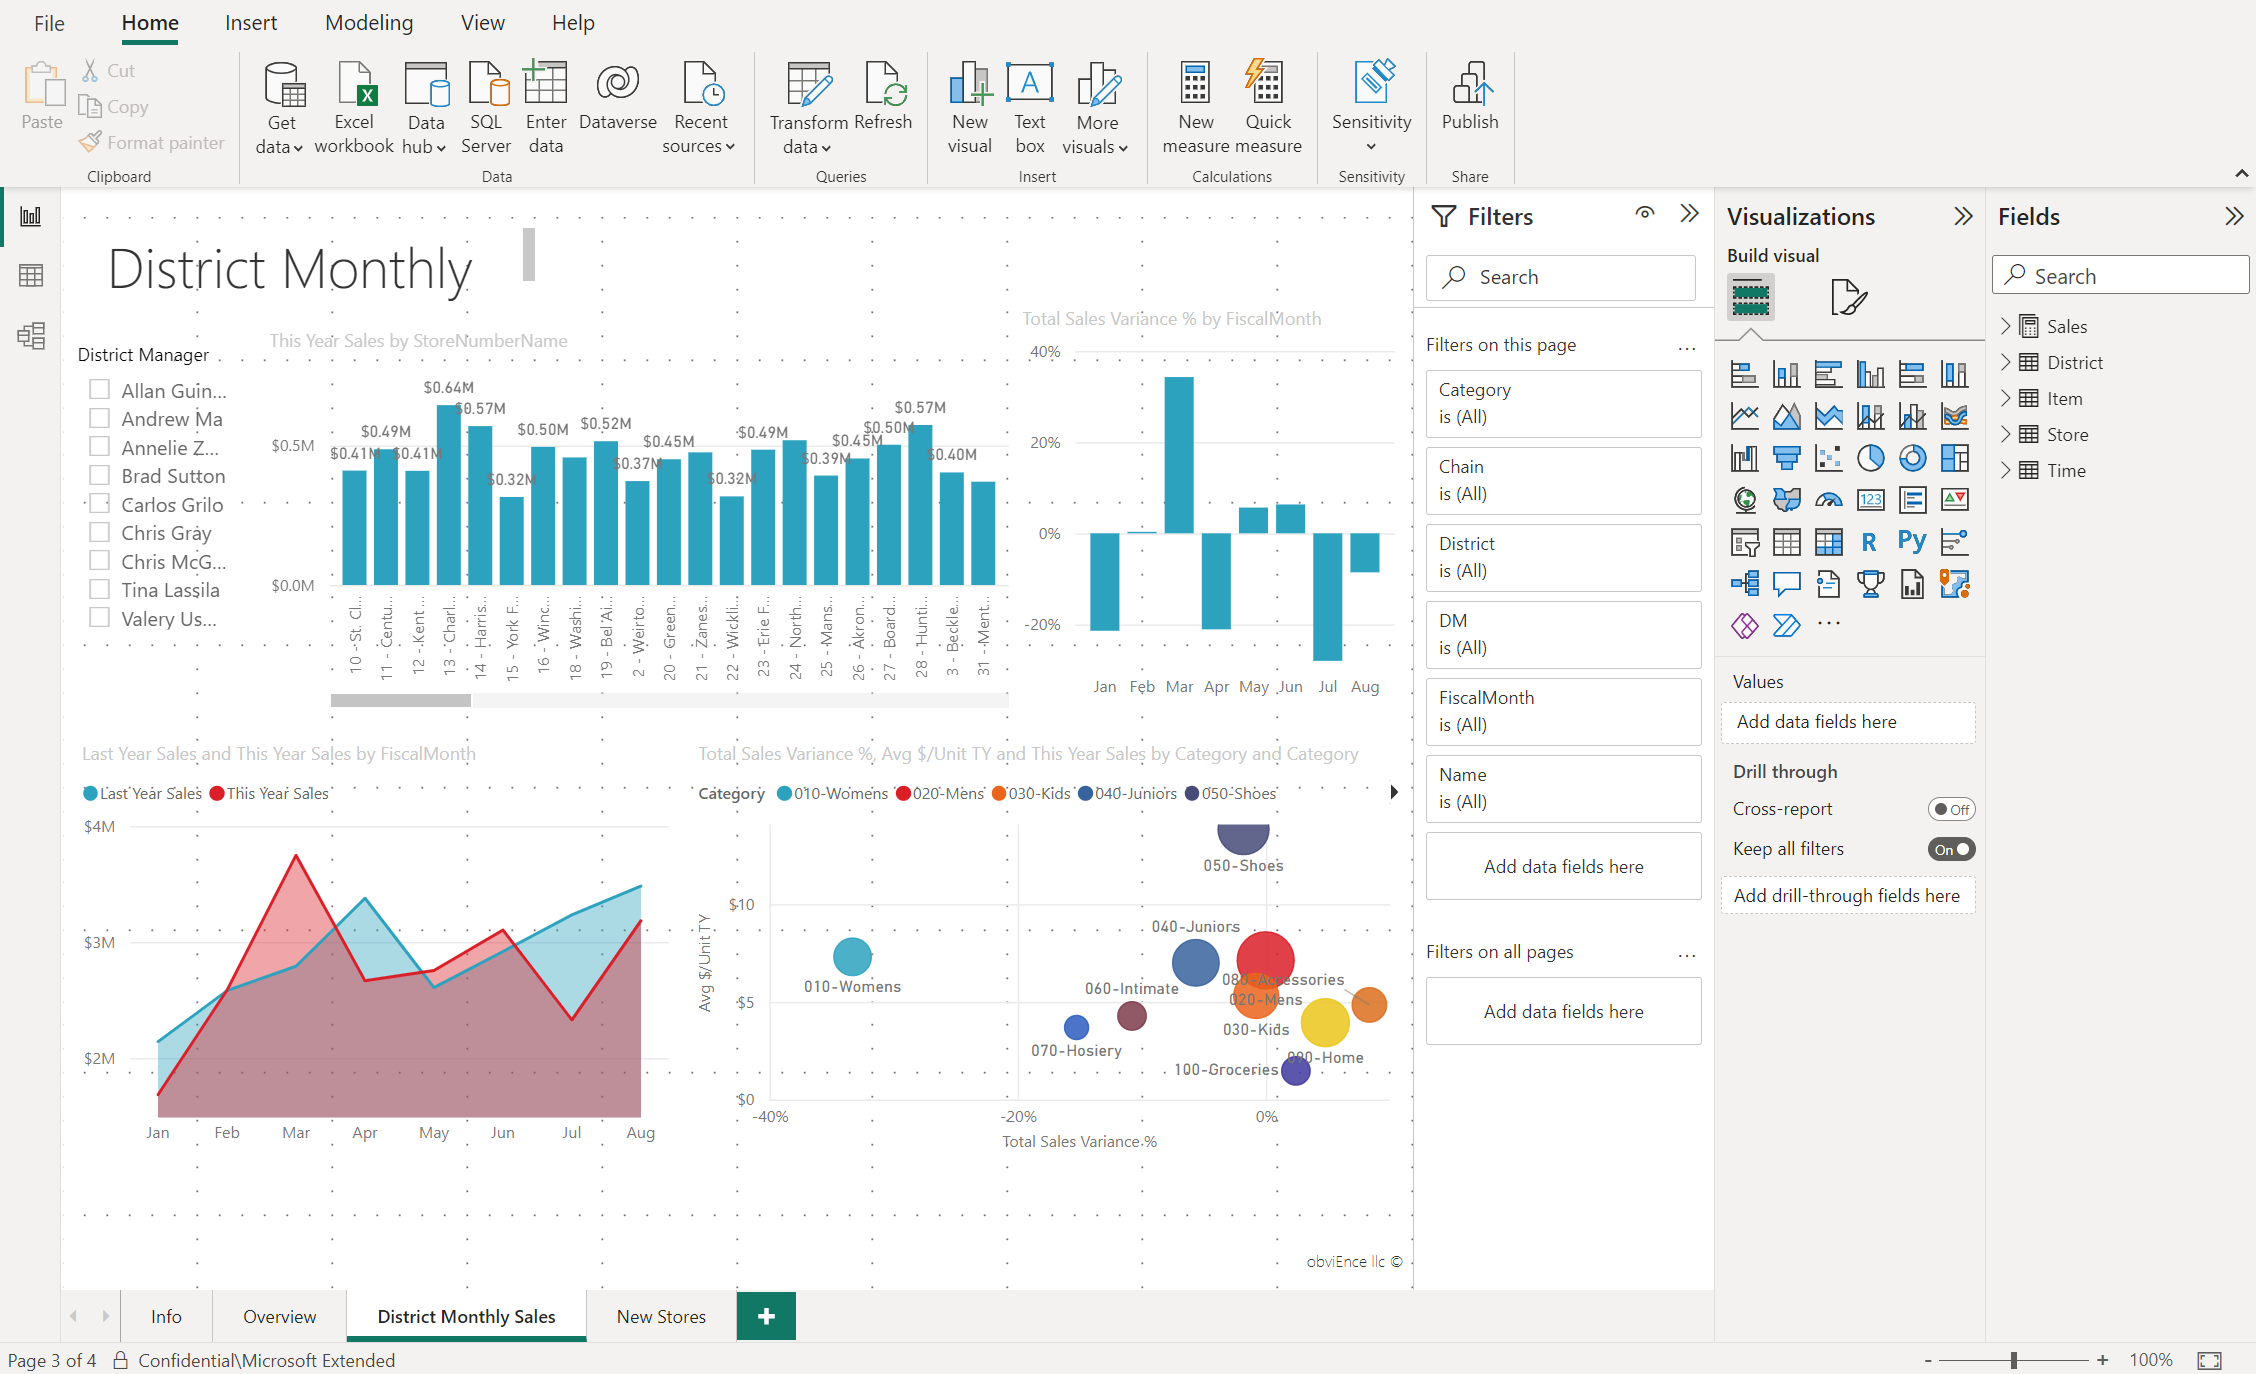 File Home Insert Modeling View Help
Paste
Cut
Copy
Format painter
Clipboard
Get data
Excel workbook
Data hub
SQL Server
Enter data
Dataverse
Recent sources
Data
Transform data
Refresh
Queries
New visual
Text box
More visuals
Insert
New measure
Quick measure
Calculations
Sensitivity
Sensitivity
Publish
Share
District Monthly
District Manager
Allan Guin...
Andrew Ma
Annelie Z...
Brad Sutton
Carlos Grilo
Chris Gray
Chris McG...
Tina Lassila
Valery Us...
This Year Sales by StoreNumberName
$0.5M
$0.0M
$0.41M $0.49M $0.41M $0.64M $0.57M $0.32M $0.50M $0.52M $0.37M $0.45M $0.32M $0.49M $0.39M $0.45M $0.50M $0.57M $0.40M
10 - St. Cl...
11 - Centu...
12 - Kent ...
13 - Charl...
14 - Harris...
15 - York F...
16 - Winc...
18 - Washi...
19 - Bel Ai...
2 - Weirto...
20 - Green...
21 - Zanes...
22 - Wickli...
23 - Erie F...
24 - North...
25 - Mans...
26 - Akron...
27 - Board...
28 - Hunti...
3 - Beckle...
31 - Ment...
Total Sales Variance % by FiscalMonth
40%
20%
0%
-20%
Jan Feb Mar Apr May Jun Jul Aug
Last Year Sales and This Year Sales by FiscalMonth
Last Year Sales This Year Sales
$4M
$3M
$2M
Jan Feb Mar Apr May Jun Jul Aug
Total Sales Variance %, Avg $/Unit TY and This Year Sales by Category and Category
Category 010-Womens 020-Mens 030-Kids 040-Juniors 050-Shoes
Avg $/Unit TY
$10
$5
$0
050-Shoes
040-Juniors
010-Womens
060-Intimate
080-Accessories
020-Mens
030-Kids
070-Hosiery
090-Home
100-Groceries
-40% -20% 0%
Total Sales Variance %
obviEnce llc ©
Filters
Search
Filters on this page ...
Category
is (All)
Chain
is (All)
District
is (All)
DM
is (All)
FiscalMonth
is (All)
Name
is (All)
Add data fields here
Filters on all pages ...
Add data fields here
Visualizations
Build visual
123
R Py
...
Values
Add data fields here
Drill through
Cross-report Off
Keep all filters On
Add drill-through fields here
Fields
Search
Sales
District
Item
Store
Time
Info Overview District Monthly Sales New Stores +
Page 3 of 4 Confidential\Microsoft Extended
- + 100%